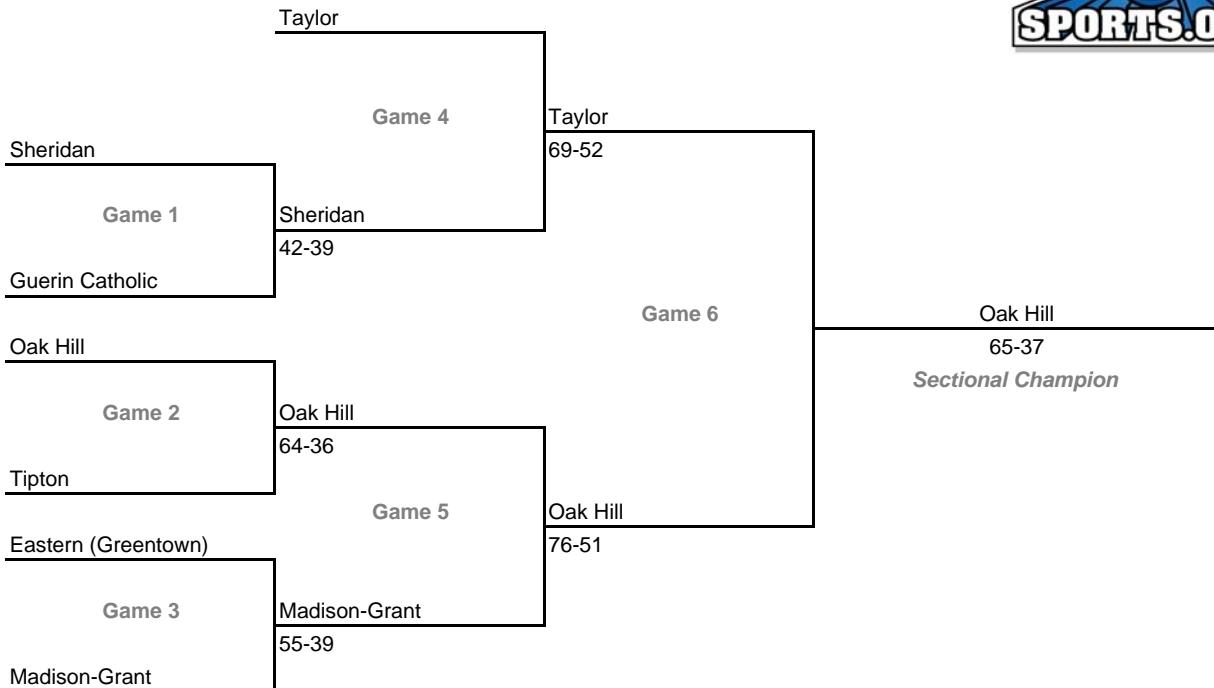 Taylor
SPORTS.O
Game 4
Taylor
69-52
Sheridan
Game 1
Sheridan
42-39
Guerin Catholic
Game 6
Oak Hill
65-37
Sectional Champion
Oak Hill
Game 2
Oak Hill
64-36
Tipton
Game 5
Oak Hill
76-51
Eastern (Greentown)
Game 3
Madison-Grant
55-39
Madison-Grant